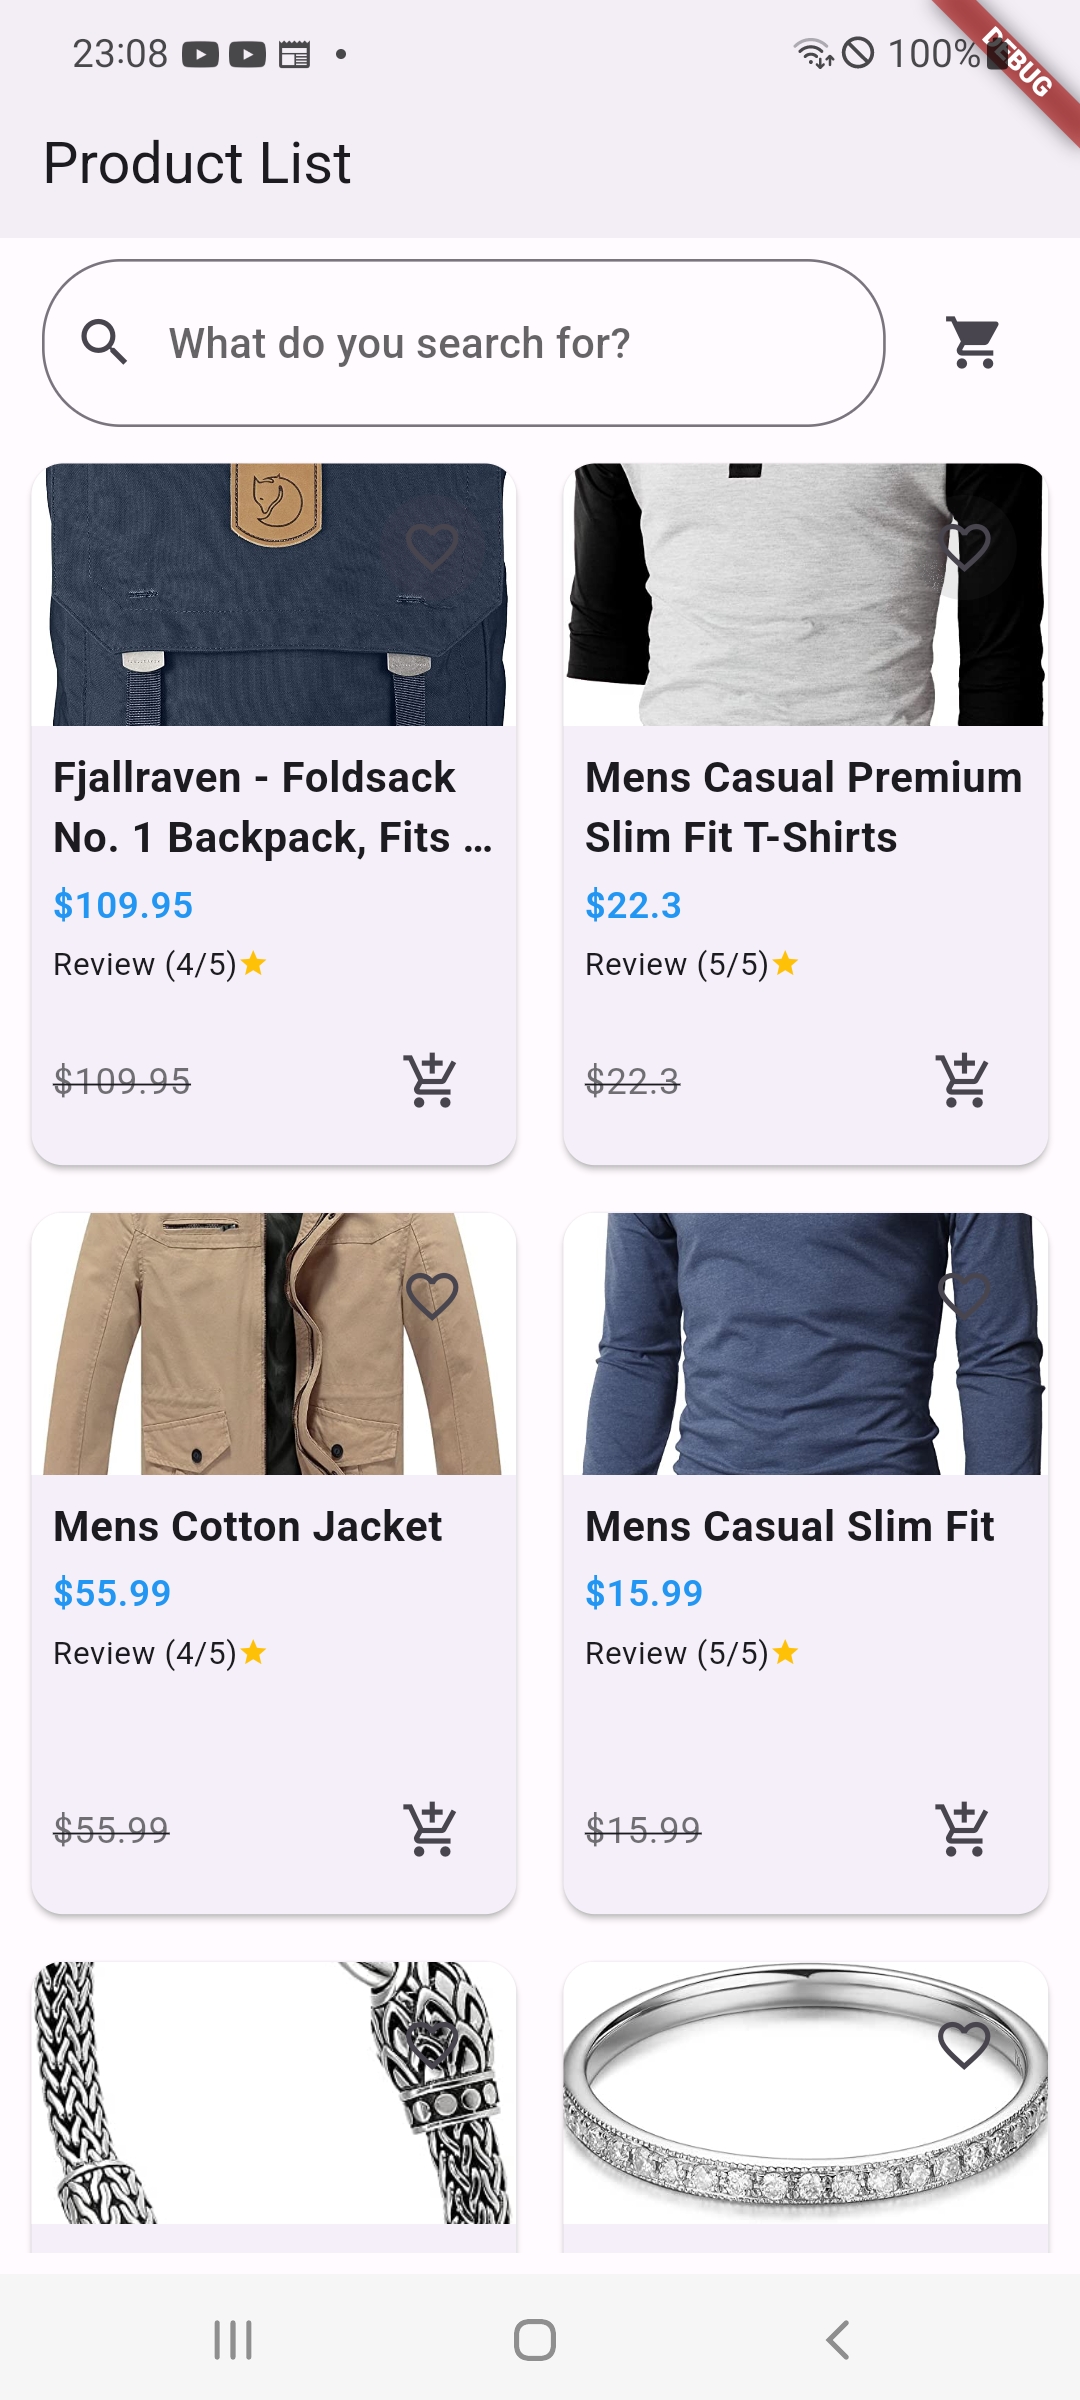 23:08
100%
DEBUG
Product List
What do you search for?
Fjallraven - Foldsack
No. 1 Backpack, Fits ...
$109.95
Review (4/5)
$109.95
Mens Casual Premium
Slim Fit T-Shirts
$22.3
Review (5/5)
$22.3
Mens Cotton Jacket
$55.99
Review (4/5)
$55.99
Mens Casual Slim Fit
$15.99
Review (5/5)
$15.99